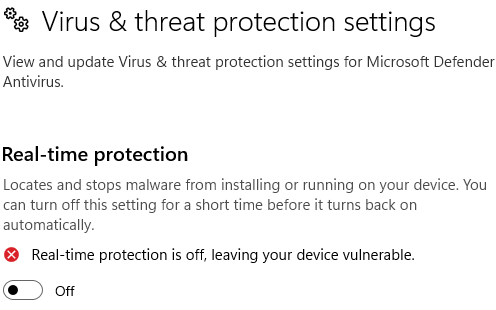 Virus & threat protection settings
View and update Virus & threat protection settings for Microsoft Defender
Antivirus.
Real-time protection
Locates and stops malware from installing or running on your device. You
can turn off this setting for a short time before it turns back on
automatically.
Real-time protection is off, leaving your device vulnerable.
Off